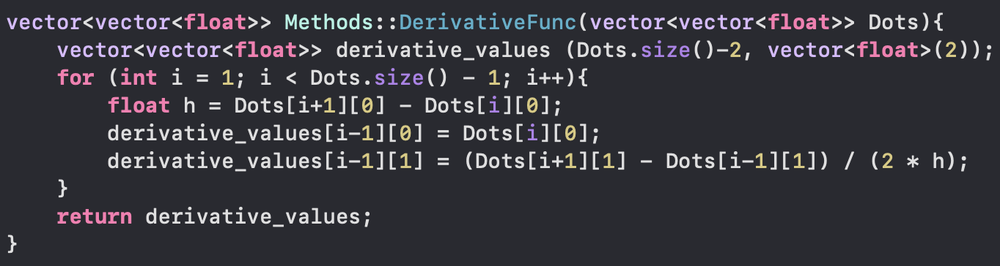 vector<vector<float>> Methods::DerivativeFunc(vector<vector<float>> Dots){
    vector<vector<float>> derivative_values (Dots.size()-2, vector<float>(2));
    for (int i = 1; i < Dots.size() - 1; i++){
        float h = Dots[i+1][0] - Dots[i][0];
        derivative_values[i-1][0] = Dots[i][0];
        derivative_values[i-1][1] = (Dots[i+1][1] - Dots[i-1][1]) / (2 * h);
    }
    return derivative_values;
}